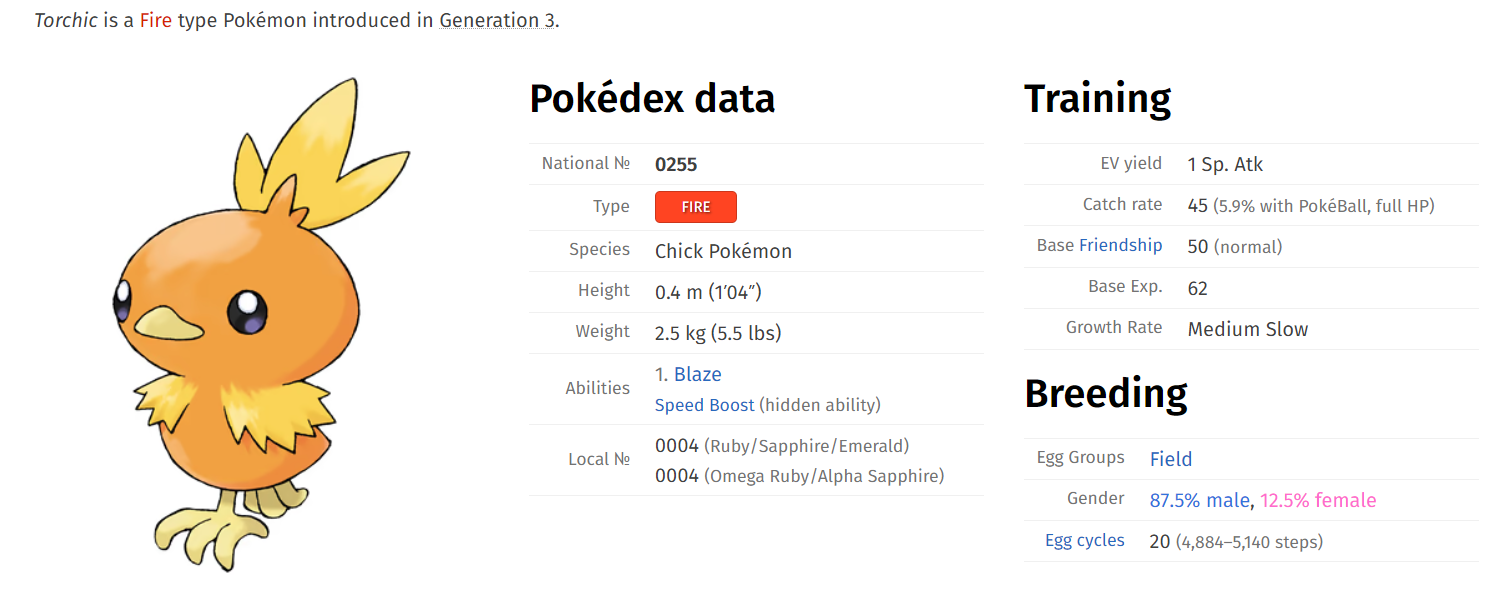 Torchic is a Fire type Pokémon introduced in Generation 3.
Pokédex data
National № 0255
Type FIRE
Species Chick Pokémon
Height 0.4 m (1′04″)
Weight 2.5 kg (5.5 lbs)
Abilities 1. Blaze
Speed Boost (hidden ability)
Local № 0004 (Ruby/Sapphire/Emerald)
0004 (Omega Ruby/Alpha Sapphire)
Training
EV yield 1 Sp. Atk
Catch rate 45 (5.9% with PokéBall, full HP)
Base Friendship 50 (normal)
Base Exp. 62
Growth Rate Medium Slow
Breeding
Egg Groups Field
Gender 87.5% male, 12.5% female
Egg cycles 20 (4,884–5,140 steps)